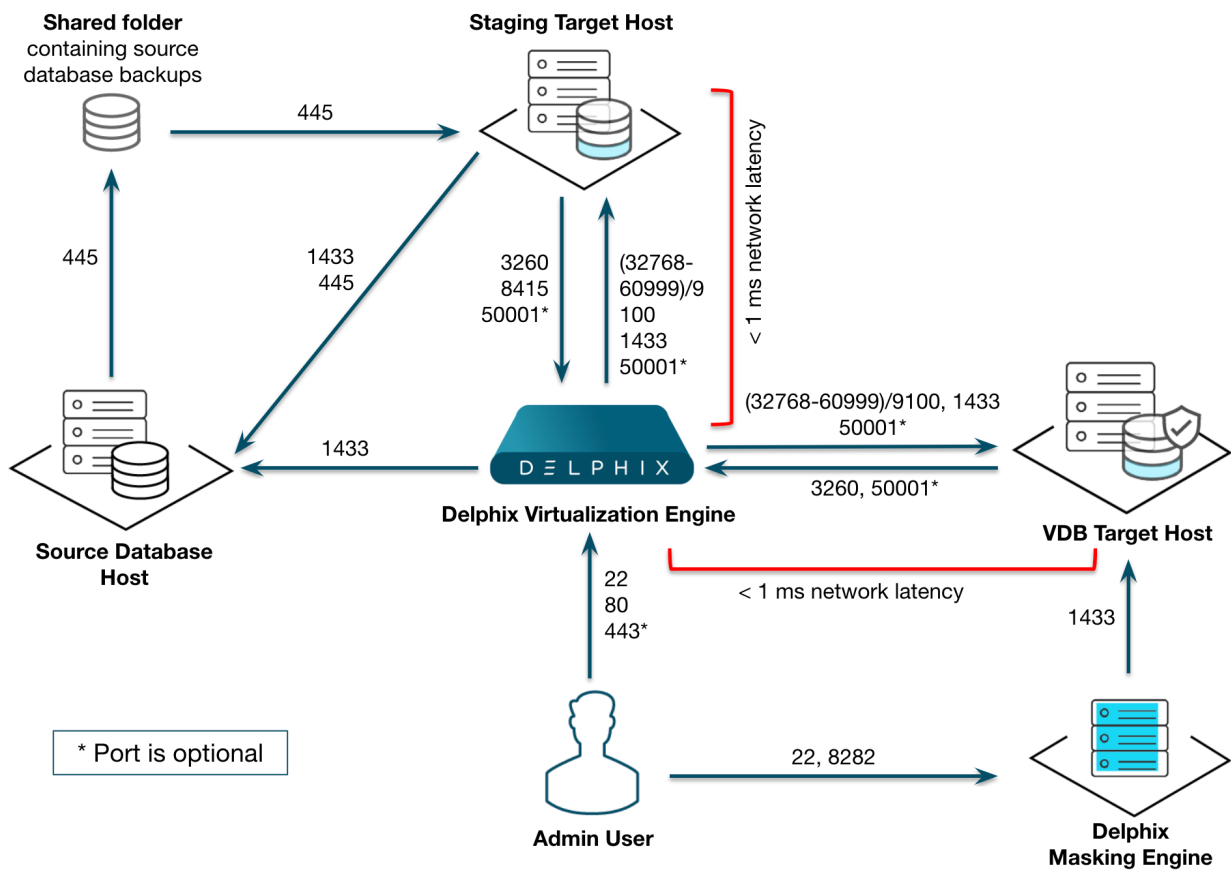 Shared folder
containing source
database backups
Staging Target Host
445
< 1 ms network latency
445
1433
445
3260
8415
50001*
(32768-
60999)/9
100
1433
50001*
(32768-60999)/9100, 1433
50001*
1433
DELPHIX
3260, 50001*
Delphix Virtualization Engine
VDB Target Host
Source Database
Host
22
80
443*
< 1 ms network latency
1433
* Port is optional
22, 8282
Admin User
Delphix
Masking Engine